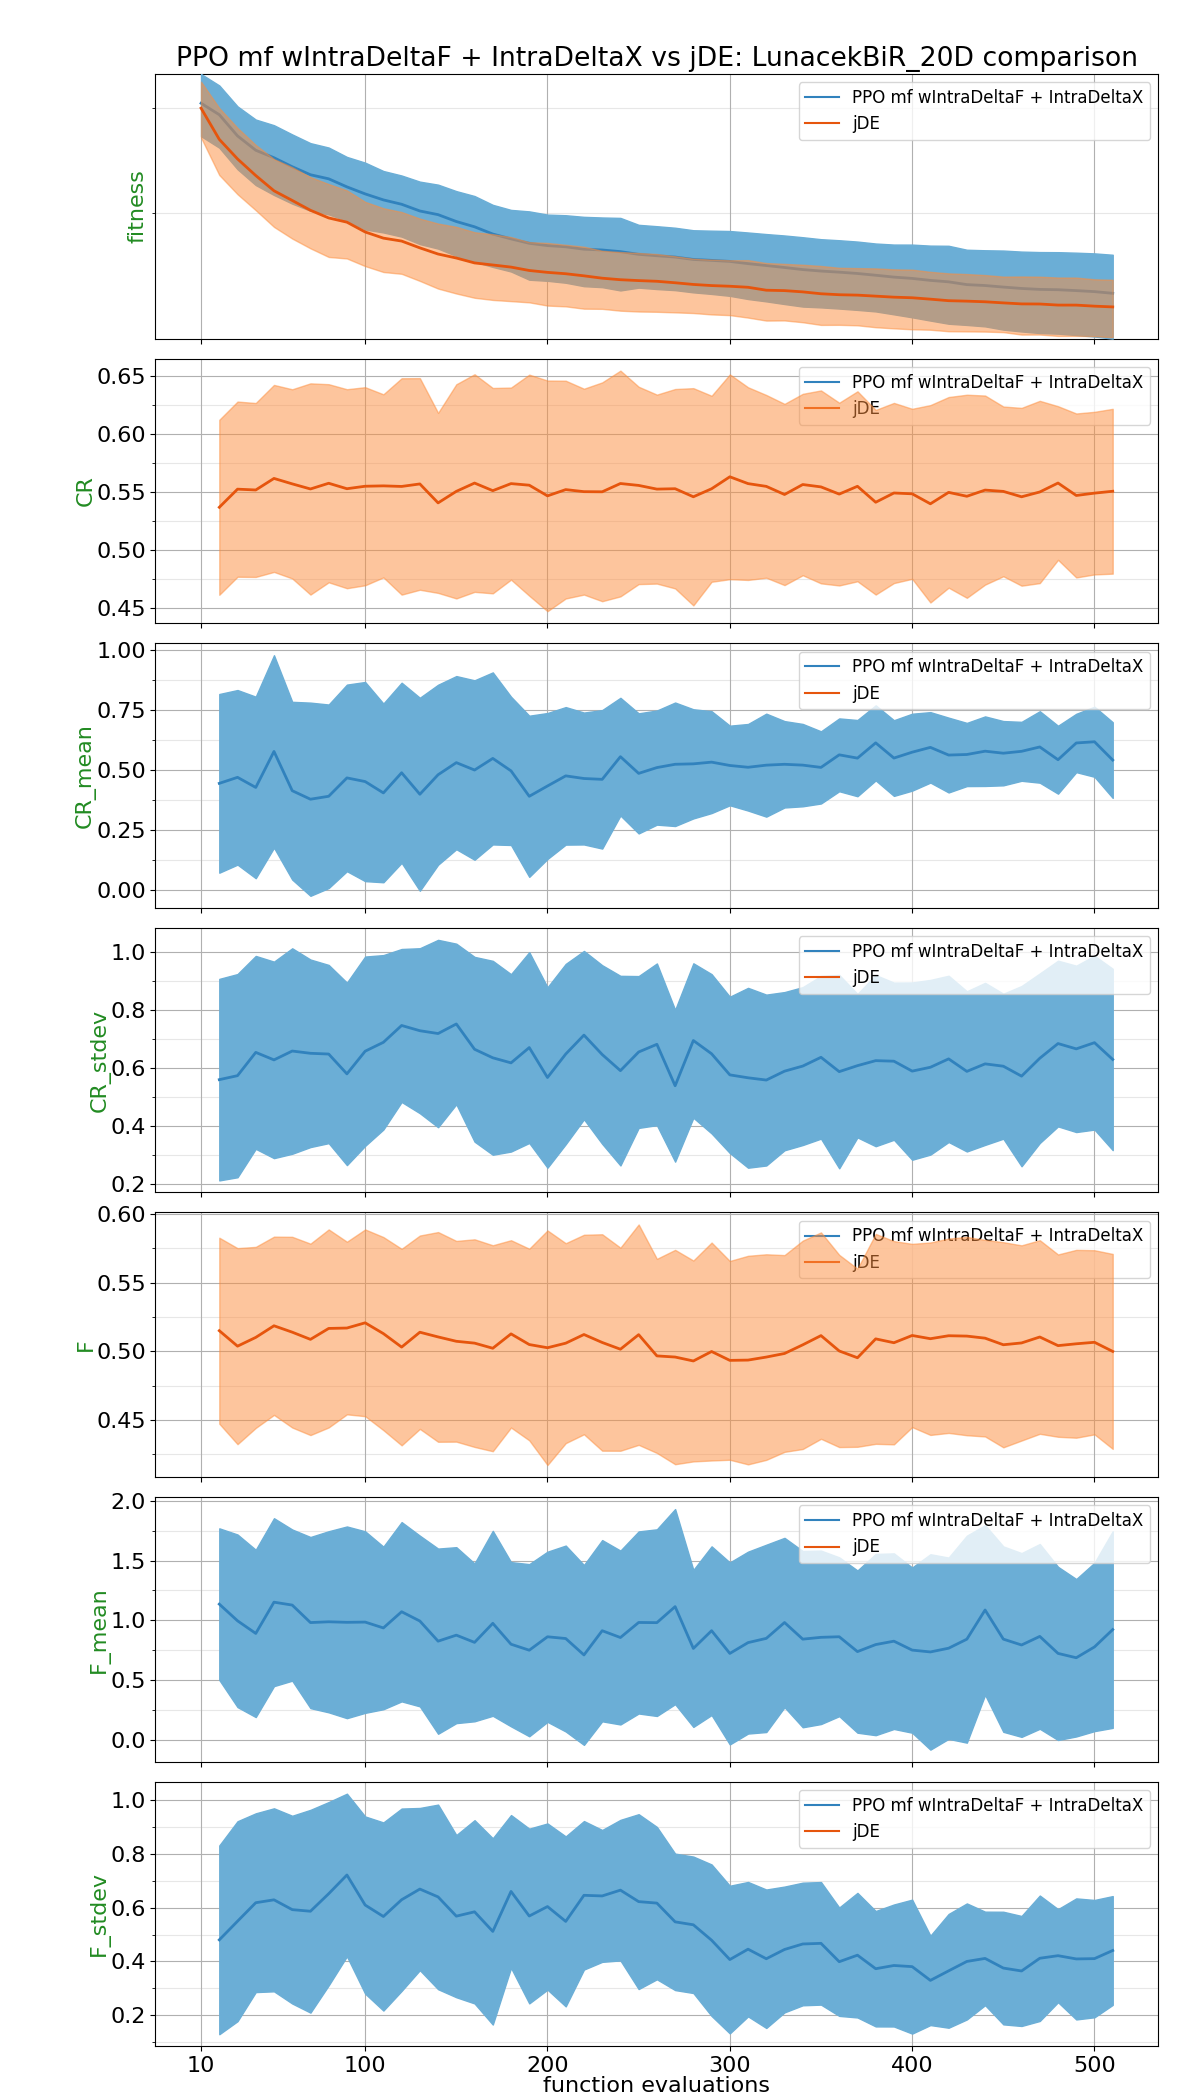 PPO mf wIntraDeltaF + IntraDeltaX vs jDE: LunacekBiR_20D comparison
PPO mf wIntraDeltaF + IntraDeltaX
jDE
fitness
0.65
0.60
0.55
0.50
0.45
CR
PPO mf wIntraDeltaF + IntraDeltaX
jDE
1.00
0.75
0.50
0.25
0.00
CR_mean
PPO mf wIntraDeltaF + IntraDeltaX
jDE
1.0
0.8
0.6
0.4
0.2
CR_stdev
PPO mf wIntraDeltaF + IntraDeltaX
jDE
0.60
0.55
0.50
0.45
F
PPO mf wIntraDeltaF + IntraDeltaX
jDE
2.0
1.5
1.0
0.5
0.0
F_mean
PPO mf wIntraDeltaF + IntraDeltaX
jDE
1.0
0.8
0.6
0.4
0.2
F_stdev
PPO mf wIntraDeltaF + IntraDeltaX
jDE
10 100 200 300 400 500
function evaluations